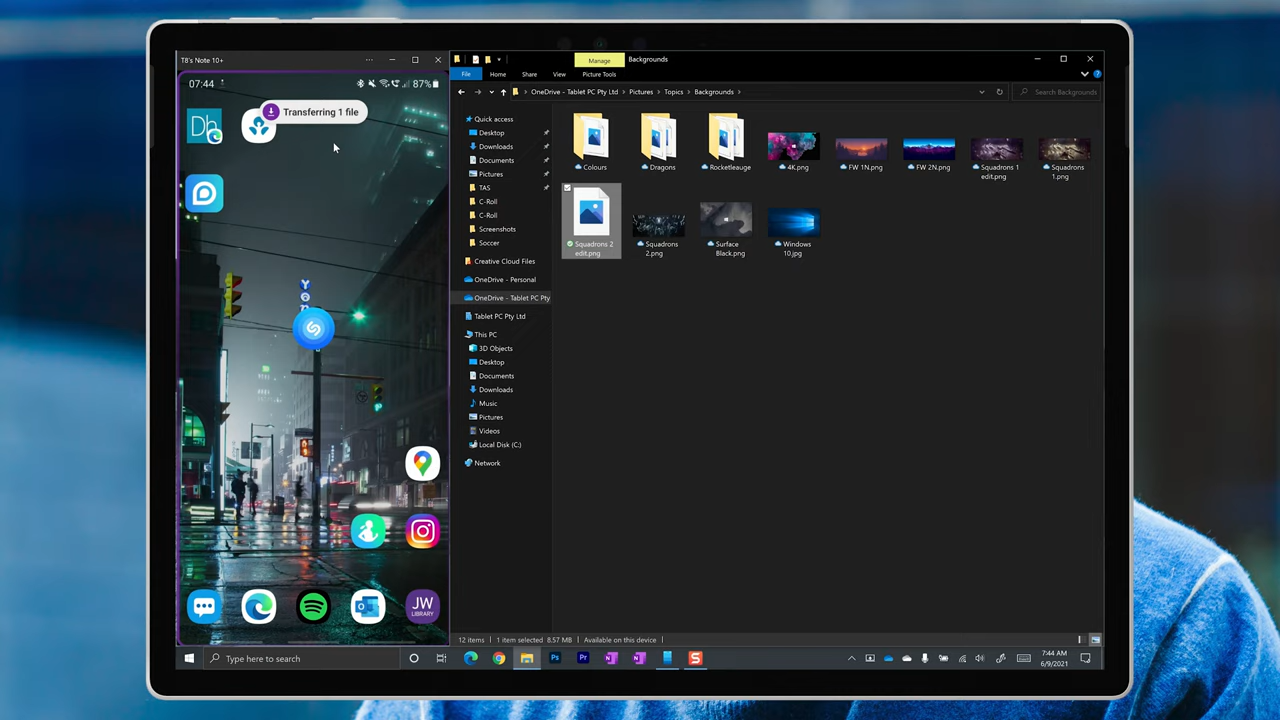 T8's Note 10+
07:44
87%
Transferring 1 file
JW
LIBRARY
Manage
Backgrounds
File
Home
Share
View
Picture Tools
OneDrive - Tablet PC Pty Ltd
Pictures
Topics
Backgrounds
Search Backgrounds
Quick access
Desktop
Downloads
Documents
Pictures
TAS
C-Roll
C-Roll
Screenshots
Soccer
Creative Cloud Files
OneDrive - Personal
OneDrive - Tablet PC Pty
Tablet PC Pty Ltd
This PC
3D Objects
Desktop
Documents
Downloads
Music
Pictures
Videos
Local Disk (C:)
Network
Colours
Dragons
Rocketleauge
4K.png
FW 1N.png
FW 2N.png
Squadrons 1
edit.png
Squadrons
1.png
Squadrons 2
edit.png
Squadrons
2.png
Surface
Black.png
Windows
10.jpg
12 items
1 item selected 8.57 MB
Available on this device
Type here to search
Ps
Pr
7:44 AM
6/9/2021